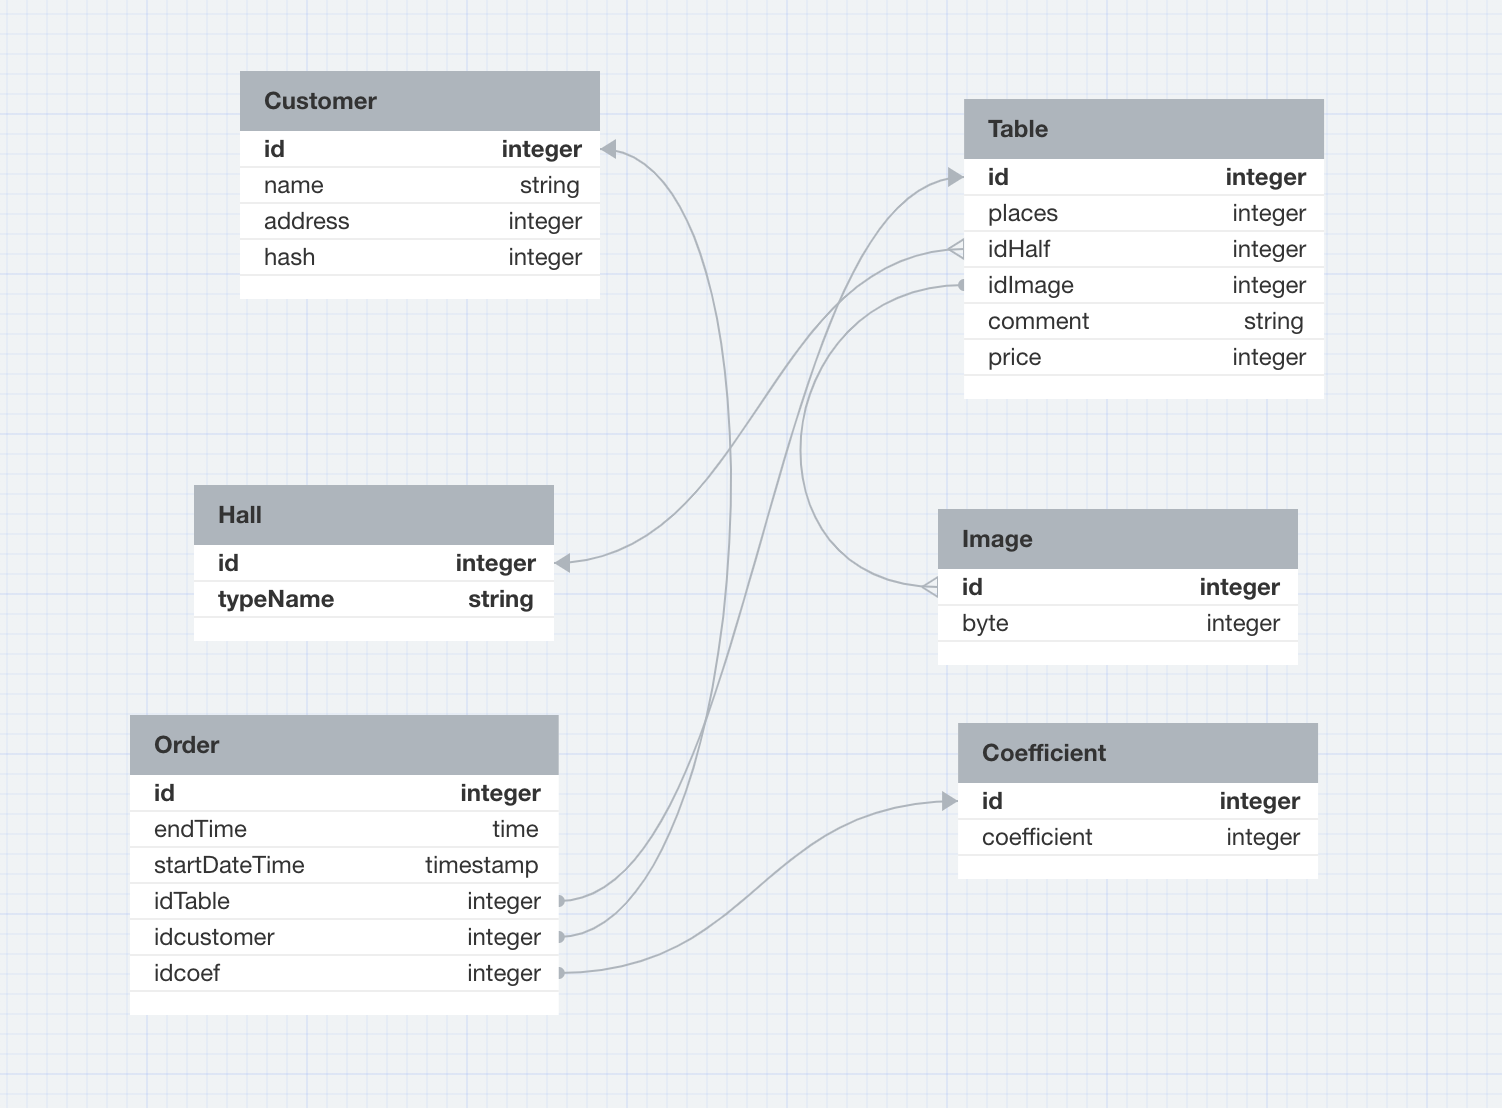 Customer
id integer
name string
address integer
hash integer
Table
id integer
places integer
idHalf integer
idImage integer
comment string
price integer
Hall
id integer
typeName string
Image
id integer
byte integer
Order
id integer
endTime time
startDateTime timestamp
idTable integer
idcustomer integer
idcoef integer
Coefficient
id integer
coefficient integer